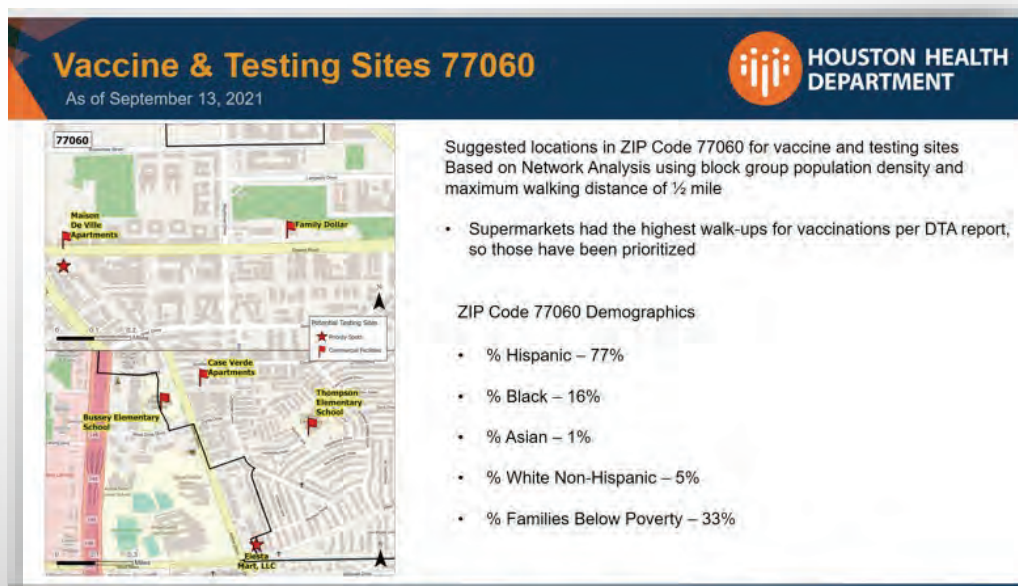 Vaccine & Testing Sites 77060
As of September 13, 2021
HOUSTON HEALTH
DEPARTMENT
77060
Maison
De Ville
Apartments
Family Dollar
Potential Testing Sites
Priority Spots
Commercial Facilities
0 0.1 0.2
Case Verde
Apartments
Thompson
Elementary
School
Bussey Elementary
School
Fiesta
Mart, LLC
Suggested locations in ZIP Code 77060 for vaccine and testing sites
Based on Network Analysis using block group population density and
maximum walking distance of ½ mile
• Supermarkets had the highest walk-ups for vaccinations per DTA report,
so those have been prioritized
ZIP Code 77060 Demographics
• % Hispanic – 77%
• % Black – 16%
• % Asian – 1%
• % White Non-Hispanic – 5%
• % Families Below Poverty – 33%